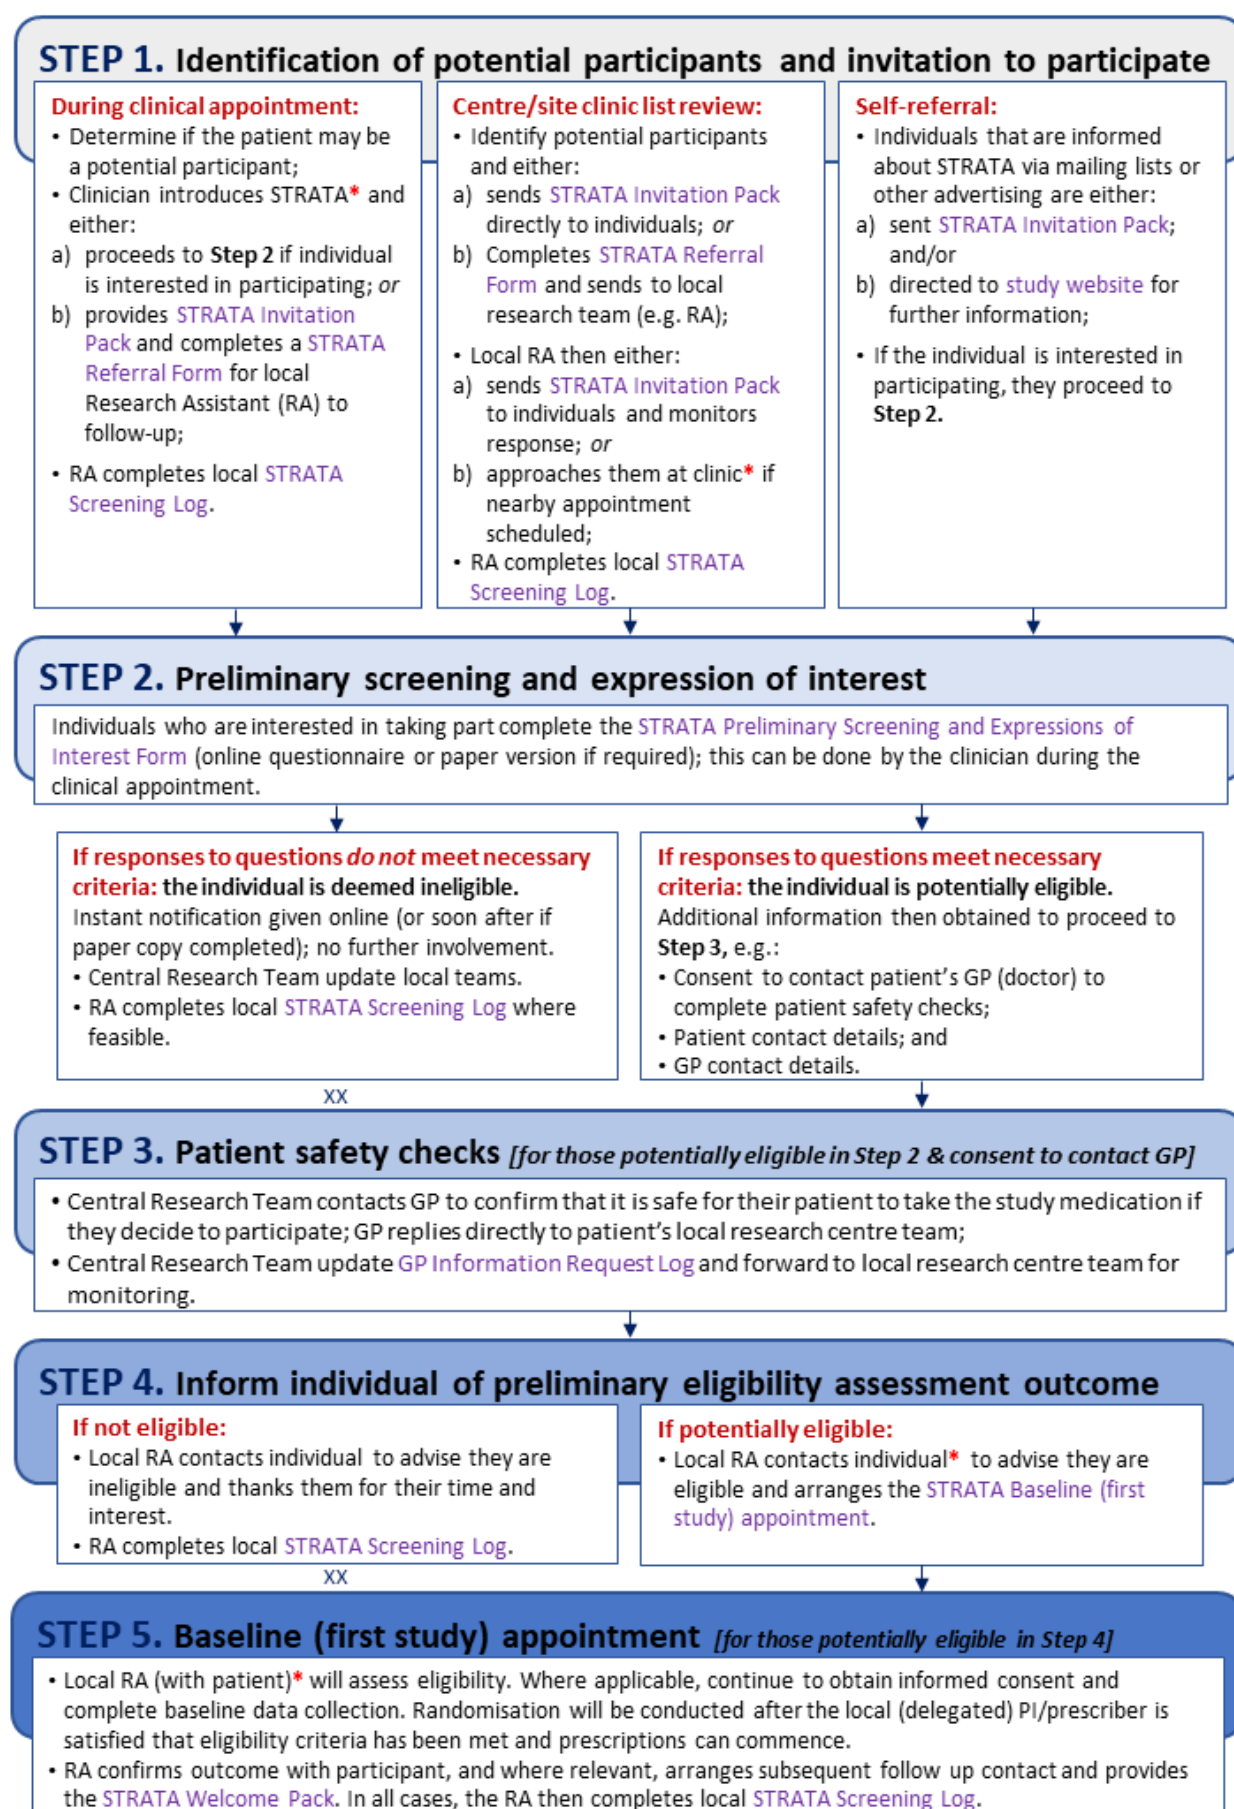 STEP 1. Identification of potential participants and invitation to participate
During clinical appointment:
• Determine if the patient may be
a potential participant;
• Clinician introduces STRATA* and
either:
a) proceeds to Step 2 if individual
is interested in participating; or
b) provides STRATA Invitation
Pack and completes a STRATA
Referral Form for local
Research Assistant (RA) to
follow-up;
• RA completes local STRATA
Screening Log.
Centre/site clinic list review:
• Identify potential participants
and either:
a) sends STRATA Invitation Pack
directly to individuals; or
b) Completes STRATA Referral
Form and sends to local
research team (e.g. RA);
• Local RA then either:
a) sends STRATA Invitation Pack
to individuals and monitors
response; or
b) approaches them at clinic* if
nearby appointment
scheduled;
• RA completes local STRATA
Screening Log.
Self-referral:
• Individuals that are informed
about STRATA via mailing lists or
other advertising are either:
a) sent STRATA Invitation Pack;
and/or
b) directed to study website for
further information;
• If the individual is interested in
participating, they proceed to
Step 2.
STEP 2. Preliminary screening and expression of interest
Individuals who are interested in taking part complete the STRATA Preliminary Screening and Expressions of
Interest Form (online questionnaire or paper version if required); this can be done by the clinician during the
clinical appointment.
If responses to questions do not meet necessary
criteria: the individual is deemed ineligible.
Instant notification given online (or soon after if
paper copy completed); no further involvement.
• Central Research Team update local teams.
• RA completes local STRATA Screening Log where
feasible.
XX
If responses to questions meet necessary
criteria: the individual is potentially eligible.
Additional information then obtained to proceed to
Step 3, e.g.:
• Consent to contact patient's GP (doctor) to
complete patient safety checks;
• Patient contact details; and
• GP contact details.
STEP 3. Patient safety checks [for those potentially eligible in Step 2 & consent to contact GP]
• Central Research Team contacts GP to confirm that it is safe for their patient to take the study medication if
they decide to participate; GP replies directly to patient's local research centre team;
• Central Research Team update GP Information Request Log and forward to local research centre team for
monitoring.
STEP 4. Inform individual of preliminary eligibility assessment outcome
If not eligible:
• Local RA contacts individual to advise they are
ineligible and thanks them for their time and
interest.
• RA completes local STRATA Screening Log.
XX
If potentially eligible:
• Local RA contacts individual* to advise they are
eligible and arranges the STRATA Baseline (first
study) appointment.
STEP 5. Baseline (first study) appointment [for those potentially eligible in Step 4]
• Local RA (with patient)* will assess eligibility. Where applicable, continue to obtain informed consent and
complete baseline data collection. Randomisation will be conducted after the local (delegated) PI/prescriber is
satisfied that eligibility criteria has been met and prescriptions can commence.
• RA confirms outcome with participant, and where relevant, arranges subsequent follow up contact and provides
the STRATA Welcome Pack. In all cases, the RA then completes local STRATA Screening Log.